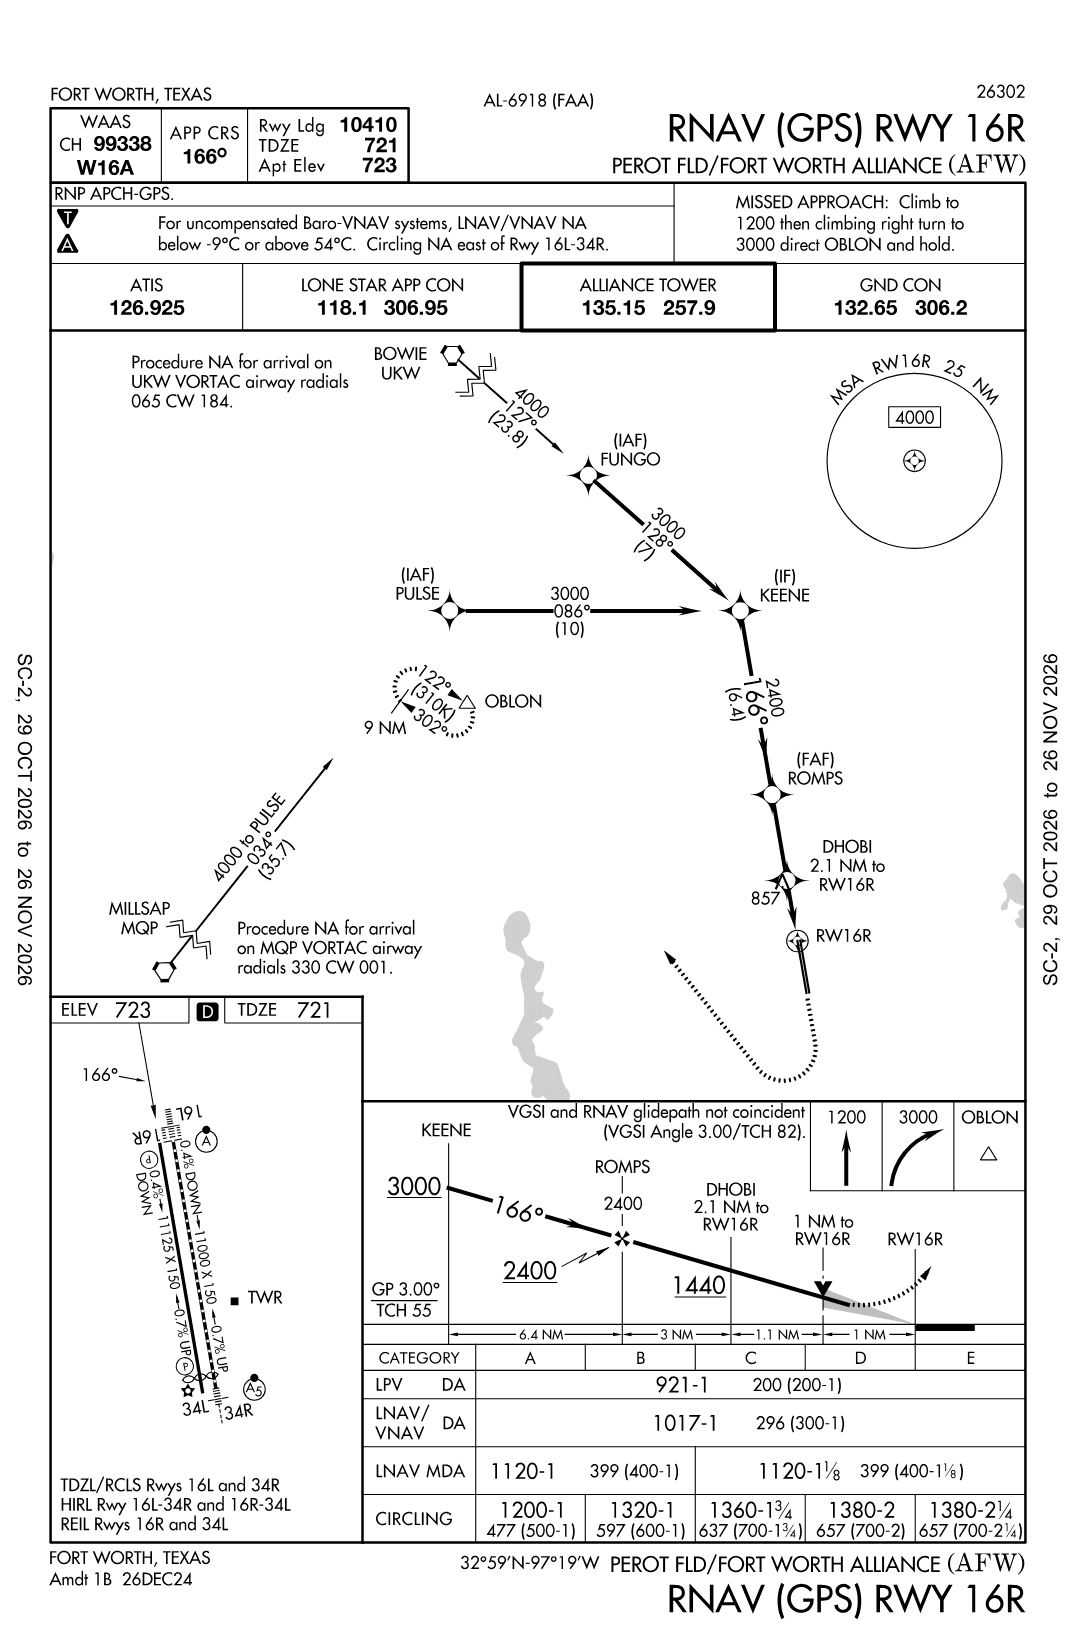 FORT WORTH, TEXAS
AL-6918 (FAA)
26302
RNAV (GPS) RWY 16R
PEROT FLD/FORT WORTH ALLIANCE (AFW)
WAAS
CH 99338
W16A
APP CRS
166°
Rwy Ldg 10410
TDZE 721
Apt Elev 723
RNP APCH-GPS.
T
A
For uncompensated Baro-VNAV systems, LNAV/VNAV NA
below -9°C or above 54°C. Circling NA east of Rwy 16L-34R.
MISSED APPROACH: Climb to
1200 then climbing right turn to
3000 direct OBLON and hold.
ATIS
126.925
LONE STAR APP CON
118.1 306.95
ALLIANCE TOWER
135.15 257.9
GND CON
132.65 306.2
Procedure NA for arrival on
UKW VORTAC airway radials
065 CW 184.
BOWIE
UKW
4000
127°
(23.8)
(IAF)
FUNGO
MSA RW16R 25 NM
4000
3000
128°
(7)
(IAF)
PULSE
3000
086°
(10)
(IF)
KEENE
122°
(310K)
302°
OBLON
9 NM
2400
166°
(6.4)
(FAF)
ROMPS
4000 to PULSE
034°
(35.7)
DHOBI
2.1 NM to
RW16R
857
RW16R
MILLSAP
MQP
Procedure NA for arrival
on MQP VORTAC airway
radials 330 CW 001.
SC-2, 29 OCT 2026 to 26 NOV 2026
SC-2, 29 OCT 2026 to 26 NOV 2026
ELEV 723
D
TDZE 721
166°
16L
16R
A
P
0.4% DOWN
0.4% DOWN
11125 X 150
11000 X 150
0.7% UP
0.7% UP
TWR
P
A5
34L
34R
TDZL/RCLS Rwys 16L and 34R
HIRL Rwy 16L-34R and 16R-34L
REIL Rwys 16R and 34L
VGSI and RNAV glidepath not coincident
(VGSI Angle 3.00/TCH 82).
1200
3000
OBLON
KEENE
3000
166°
ROMPS
2400
2400
DHOBI
2.1 NM to
RW16R
1440
1 NM to
RW16R
RW16R
GP 3.00°
TCH 55
6.4 NM
3 NM
1.1 NM
1 NM
CATEGORY A B C D E
LPV DA 921-1 200 (200-1)
LNAV/
VNAV DA 1017-1 296 (300-1)
LNAV MDA 1120-1 399 (400-1) 1120-1⅛ 399 (400-1⅛)
CIRCLING 1200-1 1320-1 1360-1¾ 1380-2 1380-2¼
477 (500-1) 597 (600-1) 637 (700-1¾) 657 (700-2) 657 (700-2¼)
FORT WORTH, TEXAS
Amdt 1B 26DEC24
32°59'N-97°19'W
PEROT FLD/FORT WORTH ALLIANCE (AFW)
RNAV (GPS) RWY 16R